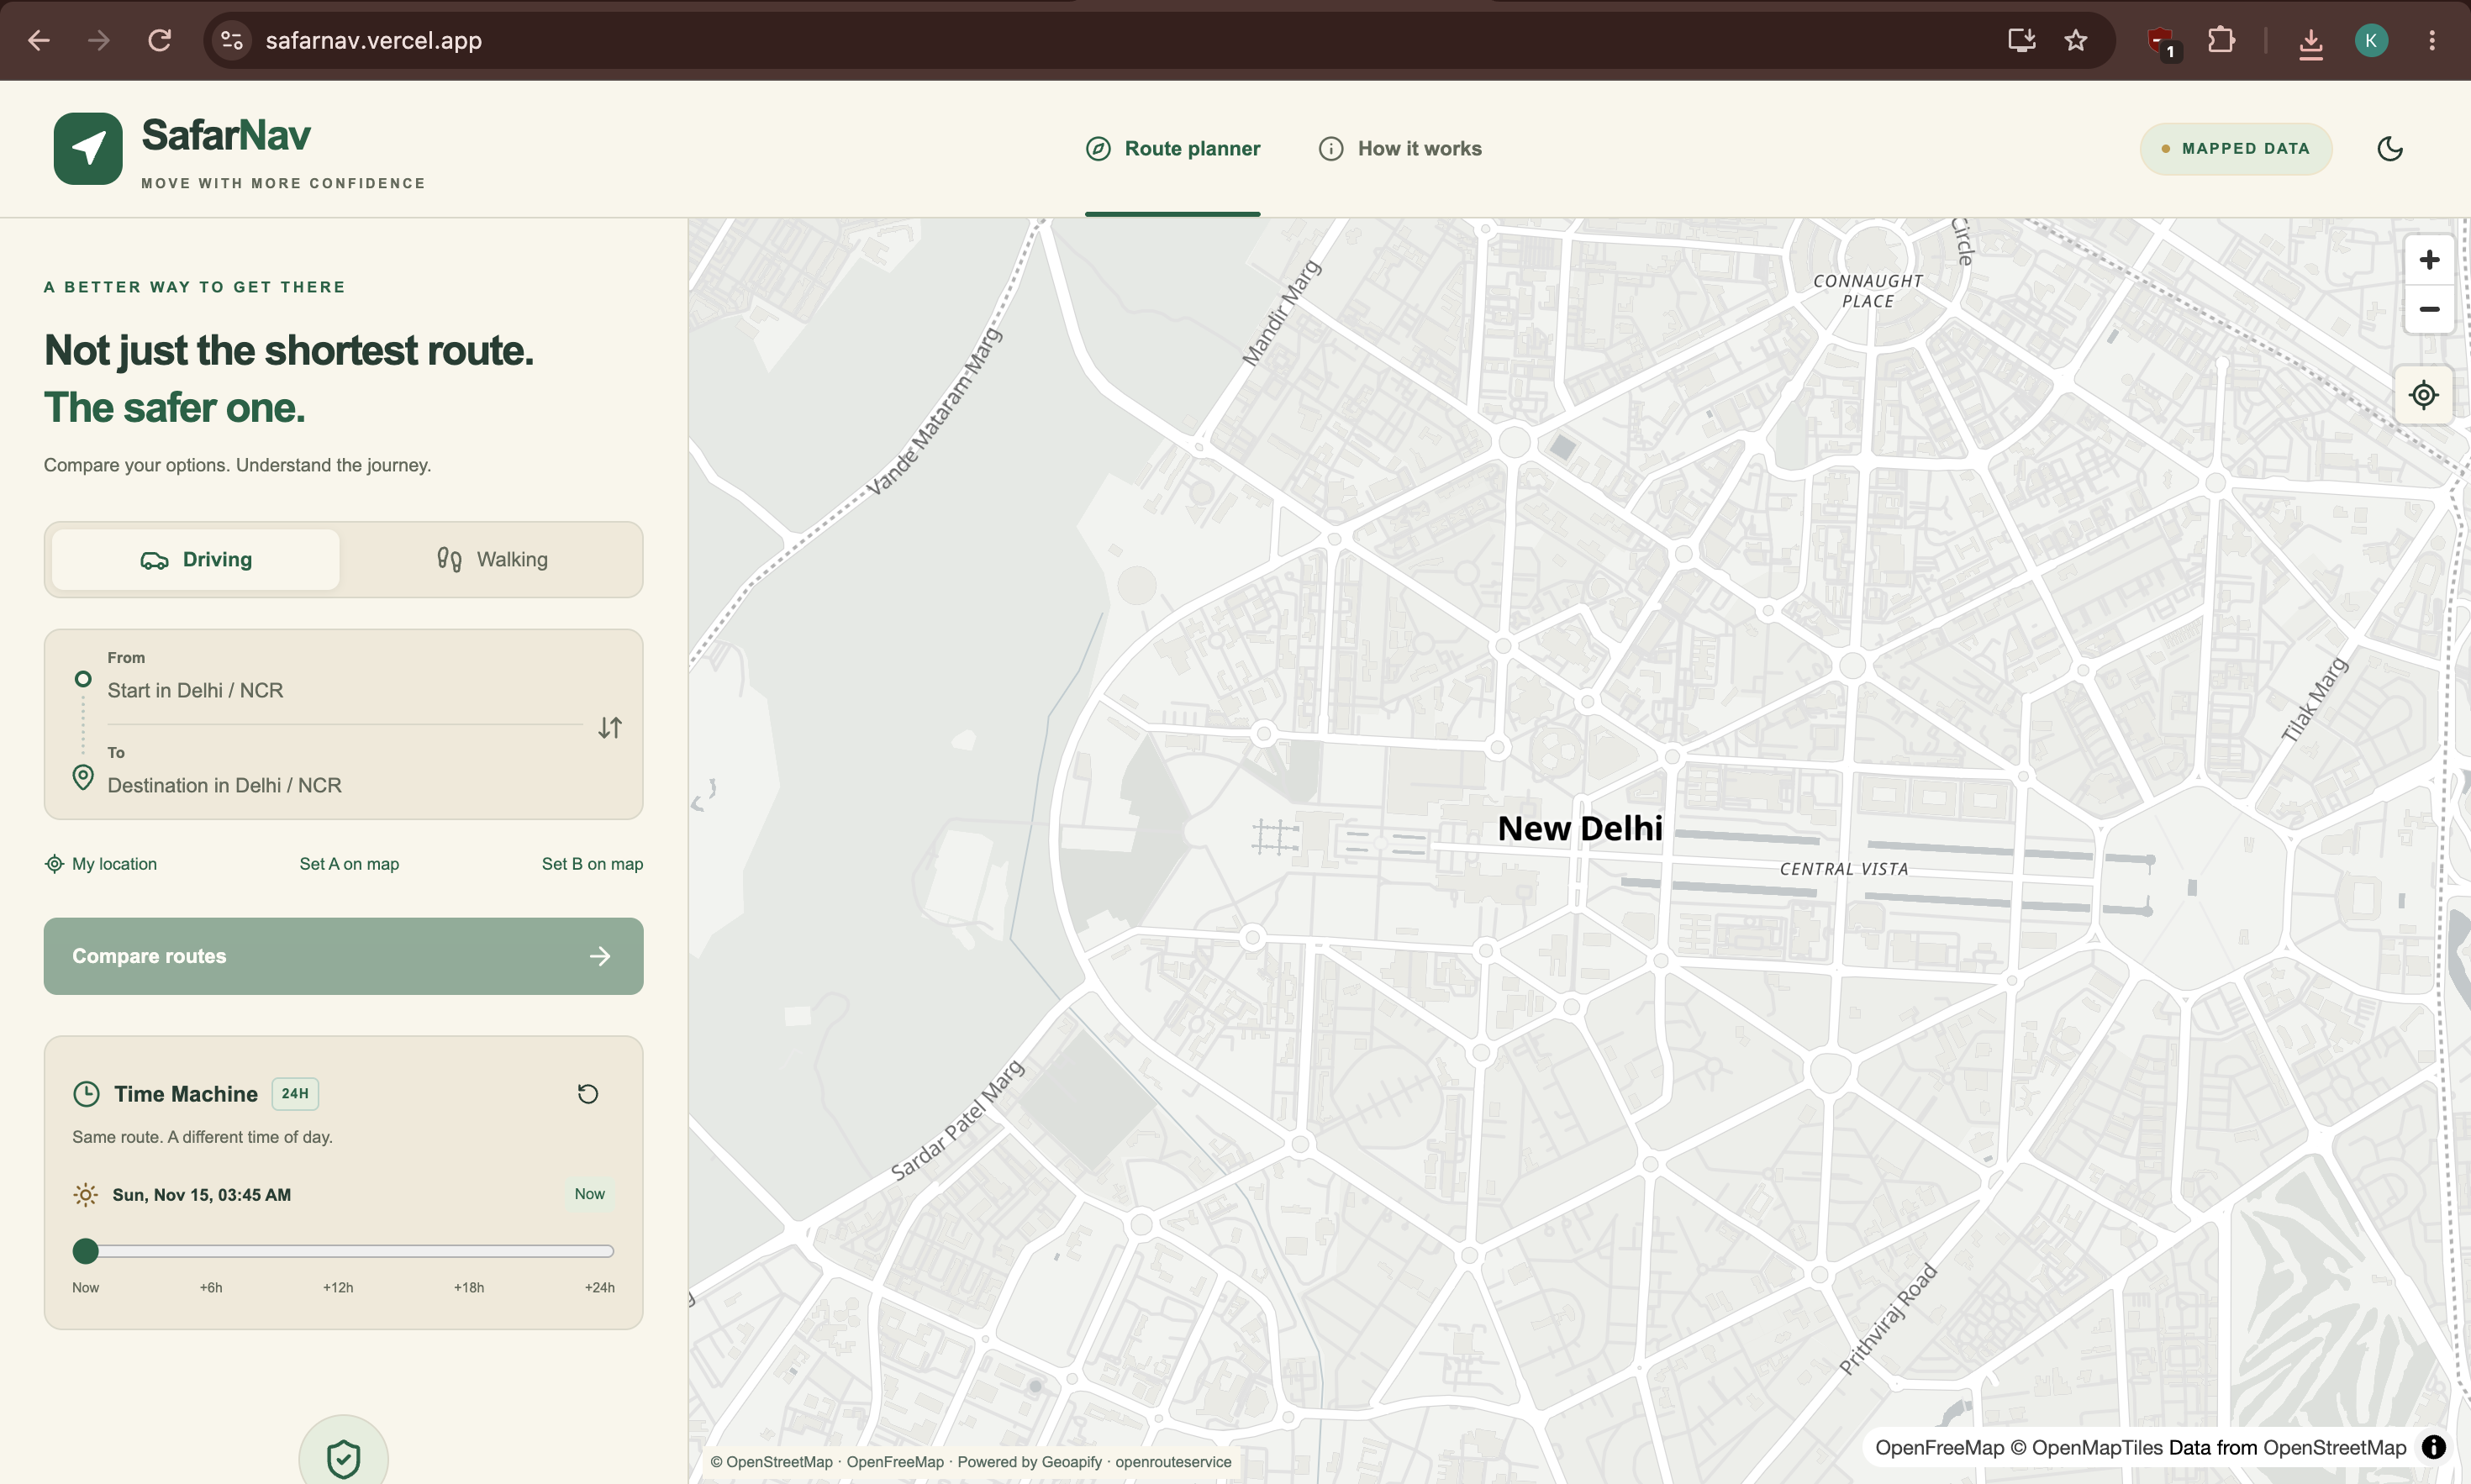 safarnav.vercel.app
1
K
SafarNav
MOVE WITH MORE CONFIDENCE
Route planner
How it works
MAPPED DATA
A BETTER WAY TO GET THERE
Not just the shortest route.
The safer one.
Compare your options. Understand the journey.
Driving
Walking
From
Start in Delhi / NCR
To
Destination in Delhi / NCR
My location
Set A on map
Set B on map
Compare routes
Time Machine
24H
Same route. A different time of day.
Sun, Nov 15, 03:45 AM
Now
Now
+6h
+12h
+18h
+24h
Circle
CONNAUGHT
PLACE
Mandir Marg
Vande Mataram Marg
Tilak Marg
New Delhi
CENTRAL VISTA
Sardar Patel Marg
Prithviraj Road
© OpenStreetMap · OpenFreeMap · Powered by Geoapify · openrouteservice
OpenFreeMap © OpenMapTiles Data from OpenStreetMap